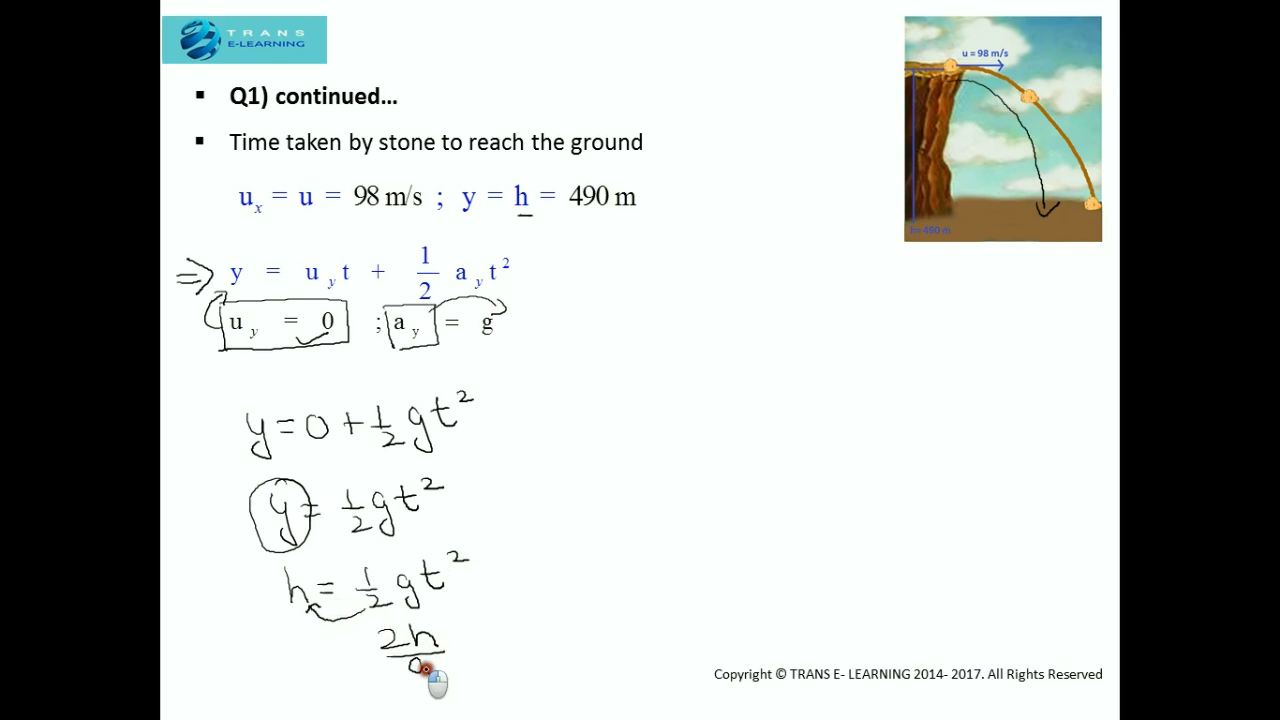 TRANS
E-LEARNING
Q1) continued...
Time taken by stone to reach the ground
uₓ = u = 98 m/s ; y = h = 490 m
⇒ y = u_y t + 1/2 a_y t²
u_y = 0 ; a_y = g
y = 0 + 1/2 gt²
y = 1/2 gt²
h = 1/2 gt²
2h
u = 98 m/s
Copyright © TRANS E- LEARNING 2014- 2017. All Rights Reserved